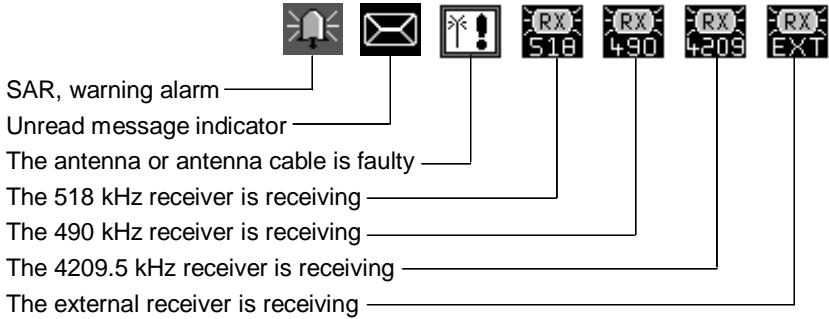 RX RX RX RX
518 490 4209 EXT
SAR, warning alarm
Unread message indicator
The antenna or antenna cable is faulty
The 518 kHz receiver is receiving
The 490 kHz receiver is receiving
The 4209.5 kHz receiver is receiving
The external receiver is receiving